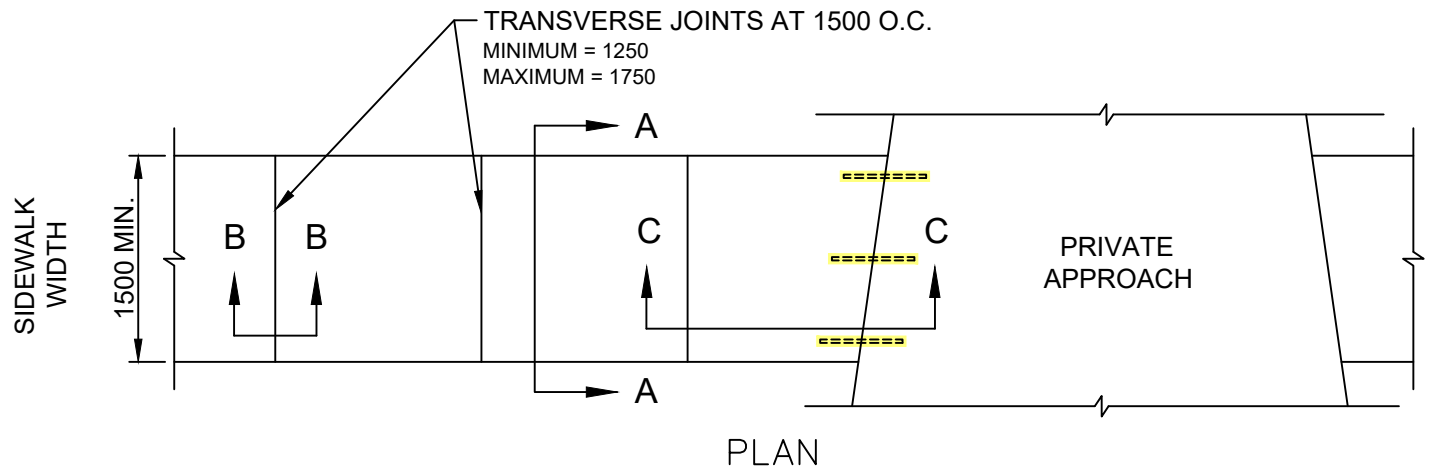 TRANSVERSE JOINTS AT 1500 O.C.
MINIMUM = 1250
MAXIMUM = 1750
A
SIDEWALK
WIDTH
1500 MIN.
B
B
C
C
PRIVATE
APPROACH
A
PLAN